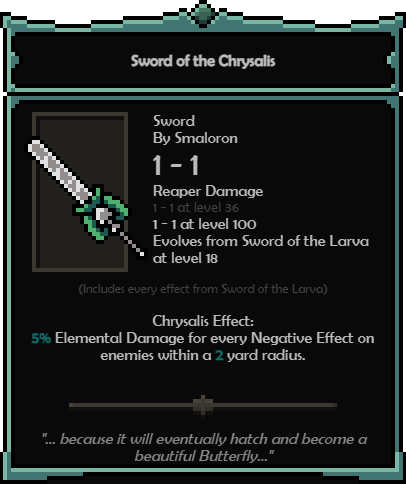 Sword of the Chrysalis
Sword
By Smaloron
1 - 1
Reaper Damage
1 - 1 at level 36
1 - 1 at level 100
Evolves from Sword of the Larva
at level 18
(Includes every effect from Sword of the Larva)
Chrysalis Effect:
5% Elemental Damage for every Negative Effect on
enemies within a 2 yard radius.
"... because it will eventually hatch and become a
beautiful Butterfly..."